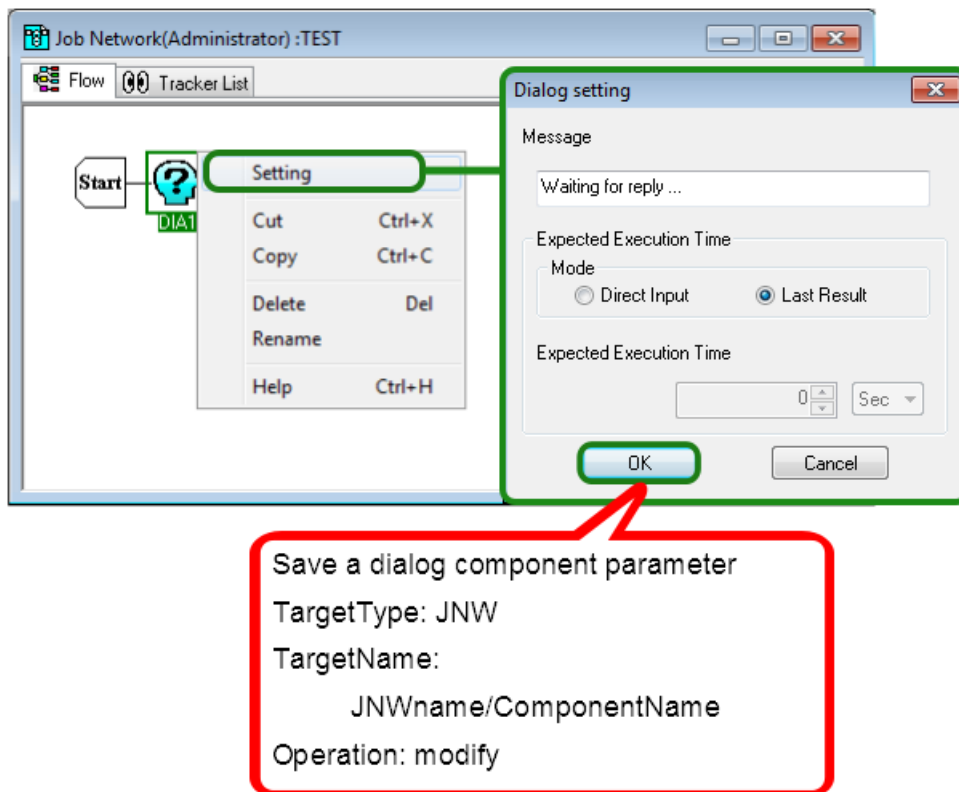 Job Network(Administrator) :TEST
Flow
Tracker List
Start
DIA1
Setting
Cut Ctrl+X
Copy Ctrl+C
Delete Del
Rename
Help Ctrl+H
Dialog setting
Message
Waiting for reply ...
Expected Execution Time
Mode
Direct Input Last Result
Expected Execution Time
0 Sec
OK Cancel
Save a dialog component parameter
TargetType: JNW
TargetName:
JNWname/ComponentName
Operation: modify